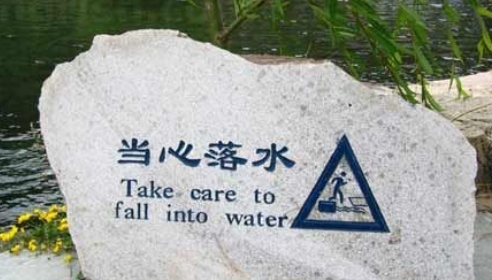 当心落水
Take care to
fall into water